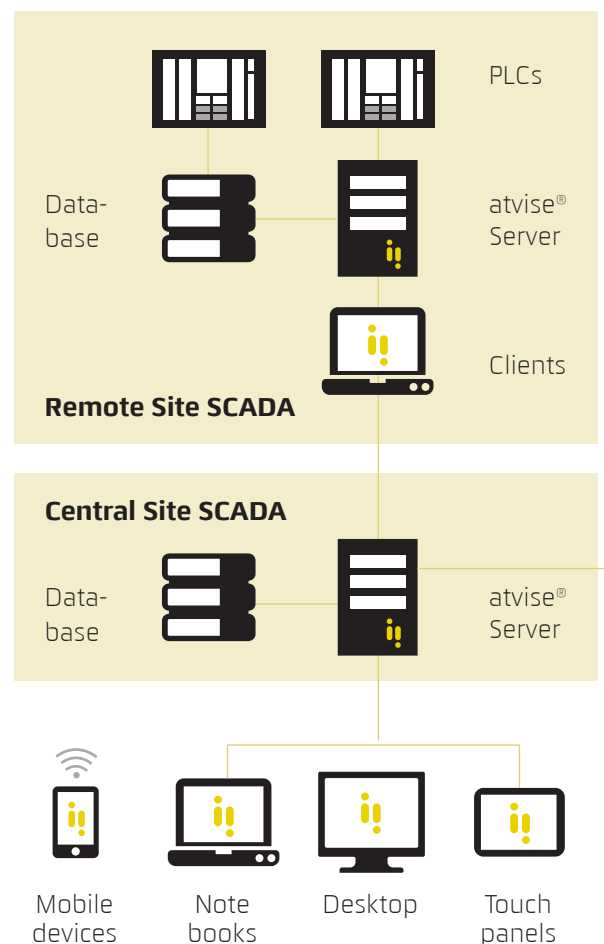 PLCs
Data-
base
atvise®
Server
Clients
Remote Site SCADA
Central Site SCADA
Data-
base
atvise®
Server
Mobile
devices
Note
books
Desktop
Touch
panels